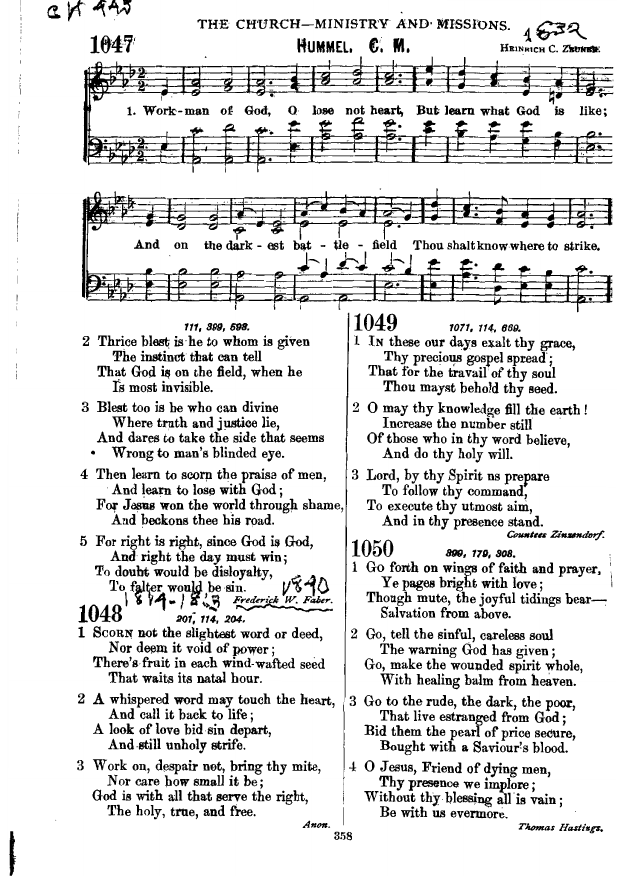 CH 443
THE CHURCH—MINISTRY AND MISSIONS.
1832
1047
HUMMEL. C. M.
HEINRICH C. ZEUNER.
1. Work-man of God, O lose not heart, But learn what God is like;
And on the dark-est bat-tle-field Thou shalt know where to strike.
111, 399, 698.
2 Thrice blest is he to whom is given
The instinct that can tell
That God is on the field, when he
Is most invisible.
3 Blest too is he who can divine
Where truth and justice lie,
And dares to take the side that seems
Wrong to man's blinded eye.
4 Then learn to scorn the praise of men,
And learn to lose with God;
For Jesus won the world through shame,
And beckons thee his road.
5 For right is right, since God is God,
And right the day must win;
To doubt would be disloyalty,
To falter would be sin.
1890
Frederick W. Faber.
1048
201, 114, 204.
1 SCORN not the slightest word or deed,
Nor deem it void of power;
There's fruit in each wind-wafted seed
That waits its natal hour.
2 A whispered word may touch the heart,
And call it back to life;
A look of love bid sin depart,
And still unholy strife.
3 Work on, despair not, bring thy mite,
Nor care how small it be;
God is with all that serve the right,
The holy, true, and free.
Anon.
1049
1071, 114, 669.
1 IN these our days exalt thy grace,
Thy precious gospel spread;
That for the travail of thy soul
Thou mayst behold thy seed.
2 O may thy knowledge fill the earth!
Increase the number still
Of those who in thy word believe,
And do thy holy will.
3 Lord, by thy Spirit us prepare
To follow thy command,
To execute thy utmost aim,
And in thy presence stand.
Countess Zinzendorf.
1050
399, 179, 308.
1 Go forth on wings of faith and prayer,
Ye pages bright with love;
Though mute, the joyful tidings bear—
Salvation from above.
2 Go, tell the sinful, careless soul
The warning God has given;
Go, make the wounded spirit whole,
With healing balm from heaven.
3 Go to the rude, the dark, the poor,
That live estranged from God;
Bid them the pearl of price secure,
Bought with a Saviour's blood.
4 O Jesus, Friend of dying men,
Thy presence we implore;
Without thy blessing all is vain;
Be with us evermore.
Thomas Hastings.
358